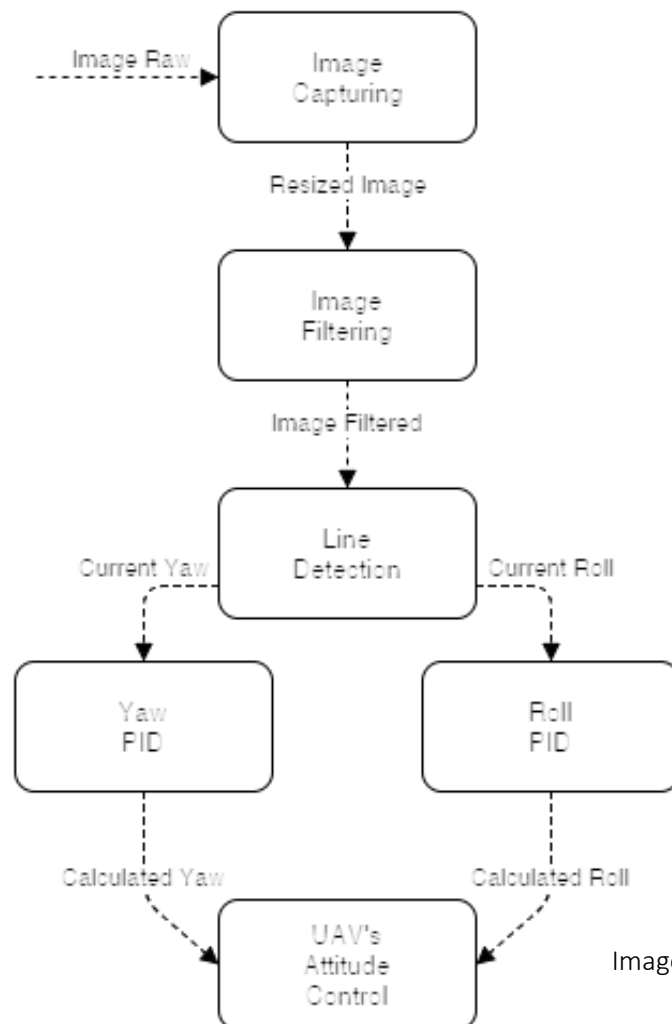 Image Raw
Image
Capturing
Resized Image
Image
Filtering
Image Filtered
Line
Detection
Current Yaw
Current Roll
Yaw
PID
Roll
PID
Calculated Yaw
Calculated Roll
UAV's
Attitude
Control
Image